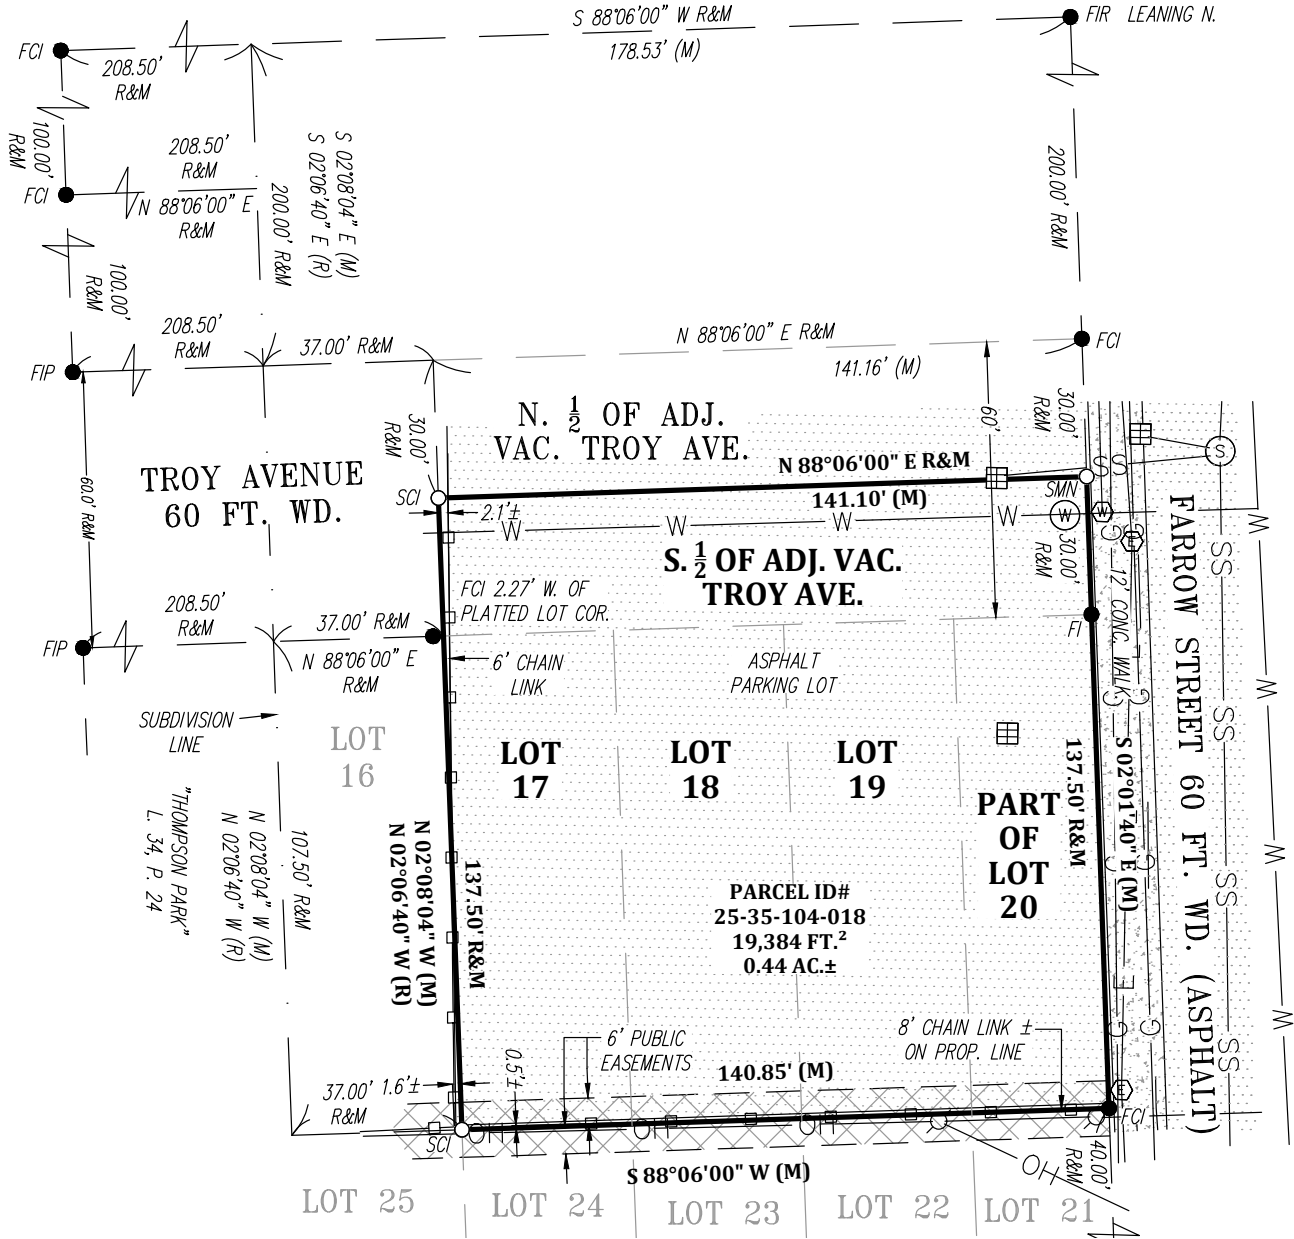 S 88°06'00" W R&M
178.53' (M)
FIR LEANING N.
FCI
208.50'
R&M
100.00'
R&M
208.50'
R&M
FCI
N 88°06'00" E
R&M
200.00' R&M
S 02°08'04" E (M)
S 02°06'40" E (R)
200.00' R&M
100.00'
R&M
208.50'
R&M
37.00' R&M
N 88°06'00" E R&M
141.16' (M)
FCI
FIP
60.0' R&M
TROY AVENUE
60 FT. WD.
30.00'
R&M
N. 1/2 OF ADJ.
VAC. TROY AVE.
60'
30.00'
R&M
N 88°06'00" E R&M
141.10' (M)
SCI
SMN
SS
S
2.1'±
W
W
W
W
W
W
30.00'
R&M
S. 1/2 OF ADJ. VAC.
TROY AVE.
E
FCI 2.27' W. OF
PLATTED LOT COR.
12' CONC. WALK
FARROW STREET 60 FT. WD. (ASPHALT)
208.50'
R&M
37.00' R&M
FIP
N 88°06'00" E
R&M
FI
6' CHAIN
LINK
ASPHALT
PARKING LOT
SUBDIVISION
LINE
LOT
16
LOT
17
LOT
18
LOT
19
PART
OF
LOT
20
137.50' R&M
S 02°01'40" E (M)
"THOMPSON PARK"
L. 34, P. 24
N 02°08'04" W (M)
N 02°06'40" W (R)
107.50' R&M
N 02°08'04" W (M)
N 02°06'40" W (R)
137.50' R&M
PARCEL ID#
25-35-104-018
19,384 FT.²
0.44 AC.±
SS
SS
SS
SS
W
W
W
W
G
G
G
G
G
G
G
E
E
37.00'
R&M
1.6'±
0.5'±
6' PUBLIC
EASEMENTS
8' CHAIN LINK ±
ON PROP. LINE
140.85' (M)
SCI
FCI
S 88°06'00" W (M)
40.00'
R&M
OH
LOT 25
LOT 24
LOT 23
LOT 22
LOT 21